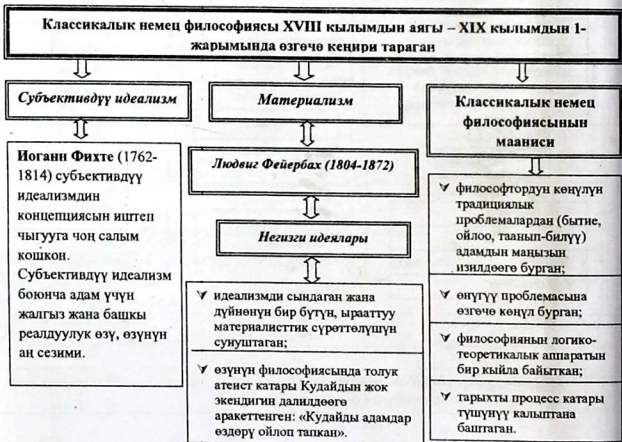 Классикалык немец философиясы XVIII кылымдын аягы – XIX кылымдын 1-
жарымында өзгөчө кеңири тараган
Субъективдүү идеализм
Иоганн Фихте (1762-
1814) субъективдүү
идеализмдин
концепциясын иштеп
чыгууга чоң салым
кошкон.
Субъективдүү идеализм
боюнча адам үчүн
жалгыз жана башкы
реалдуулук өзү, өзүнүн
аң сезими.
Материализм
Людвиг Фейербах (1804-1872)
Негизги идеялары
идеализмди сындаган жана
дүйнөнүн бир бүтүн, ырааттуу
материалисттик сүрөттөлүшүн
сунуштаган;
өзүнүн философиясында толук
атеист катары Кудайдын жок
экендигин далилдөөгө
аракеттенген: «Кудайды адамдар
өздөрү ойлоп тапкан».
Классикалык немец
философиясынын
мааниси
философтордун көңүлүн
традициялык
проблемалардан (бытие,
ойлоо, таанып-билүү)
адамдын маңызын
изилдөөгө бурган;
өнүгүү проблемасына
өзгөчө көңүл бурган;
философиянын логико-
теоретикалык аппаратын
бир кыйла байыткан;
тарыхты процесс катары
түшүнүү калыптана
баштаган.